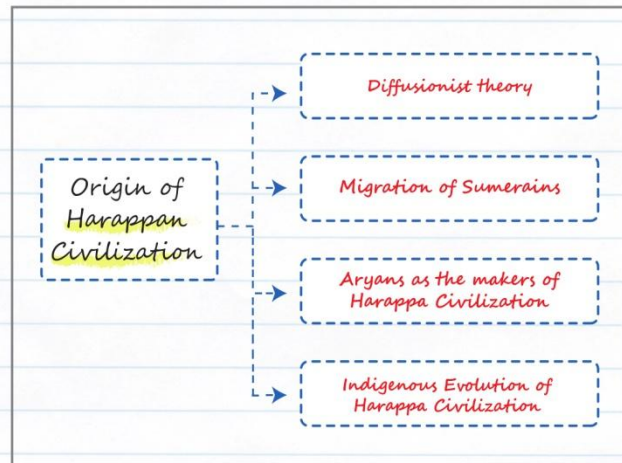 Origin of
Harappan
Civilization
Diffusionist theory
Migration of Sumerains
Aryans as the makers of
Harappa Civilization
Indigenous Evolution of
Harappa Civilization